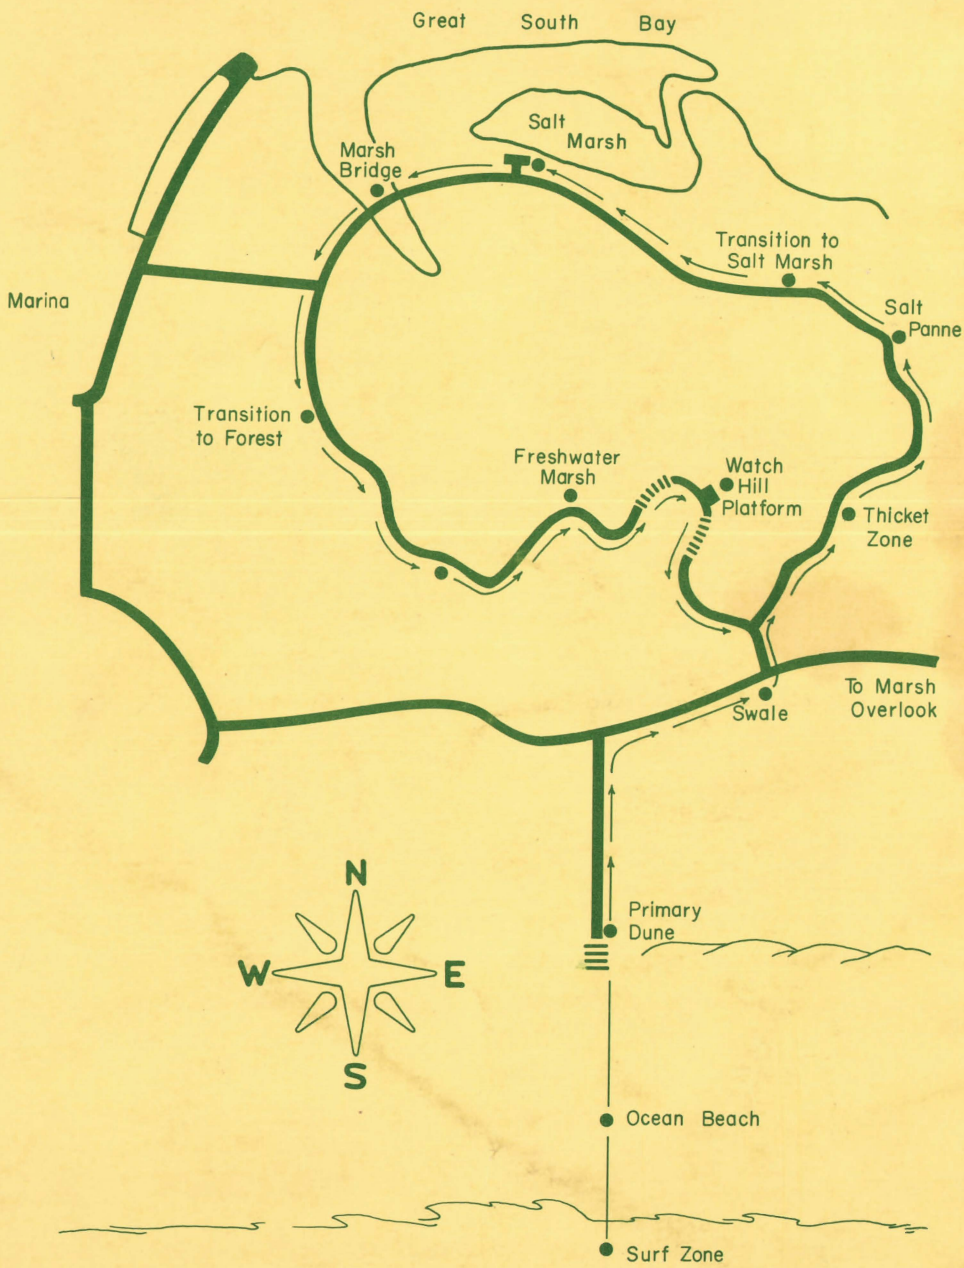 Great South Bay
Salt
Marsh
Marsh
Bridge
Transition to
Salt Marsh
Marina
Salt
Panne
Transition
to Forest
Freshwater
Marsh
Watch
Hill
Platform
Thicket
Zone
To Marsh
Overlook
Swale
N
W E
S
Primary
Dune
Ocean Beach
Surf Zone